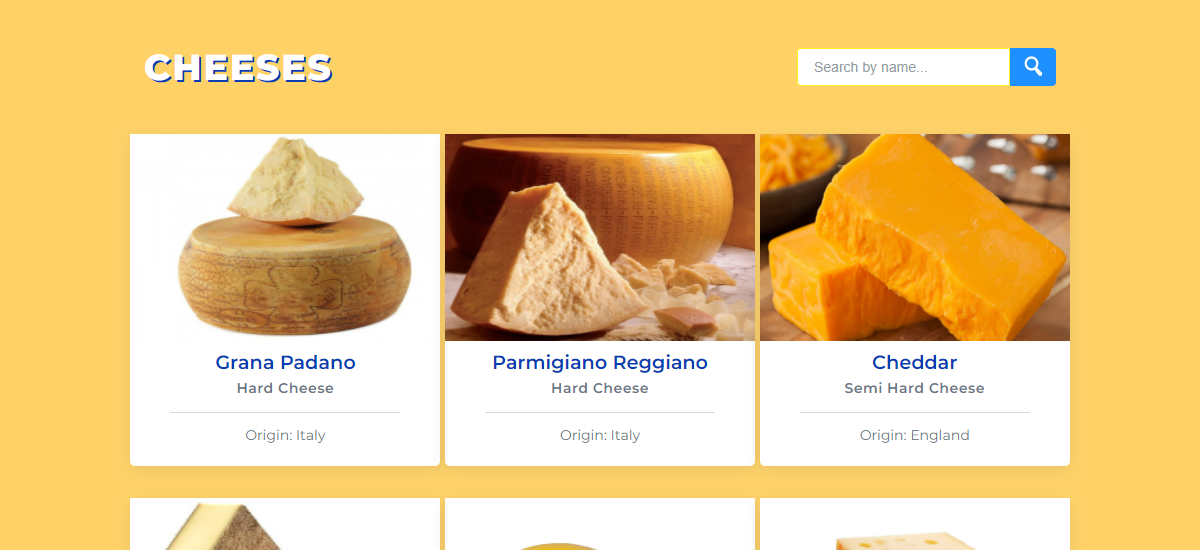 CHEESES
Search by name...
Grana Padano
Hard Cheese
Origin: Italy
Parmigiano Reggiano
Hard Cheese
Origin: Italy
Cheddar
Semi Hard Cheese
Origin: England